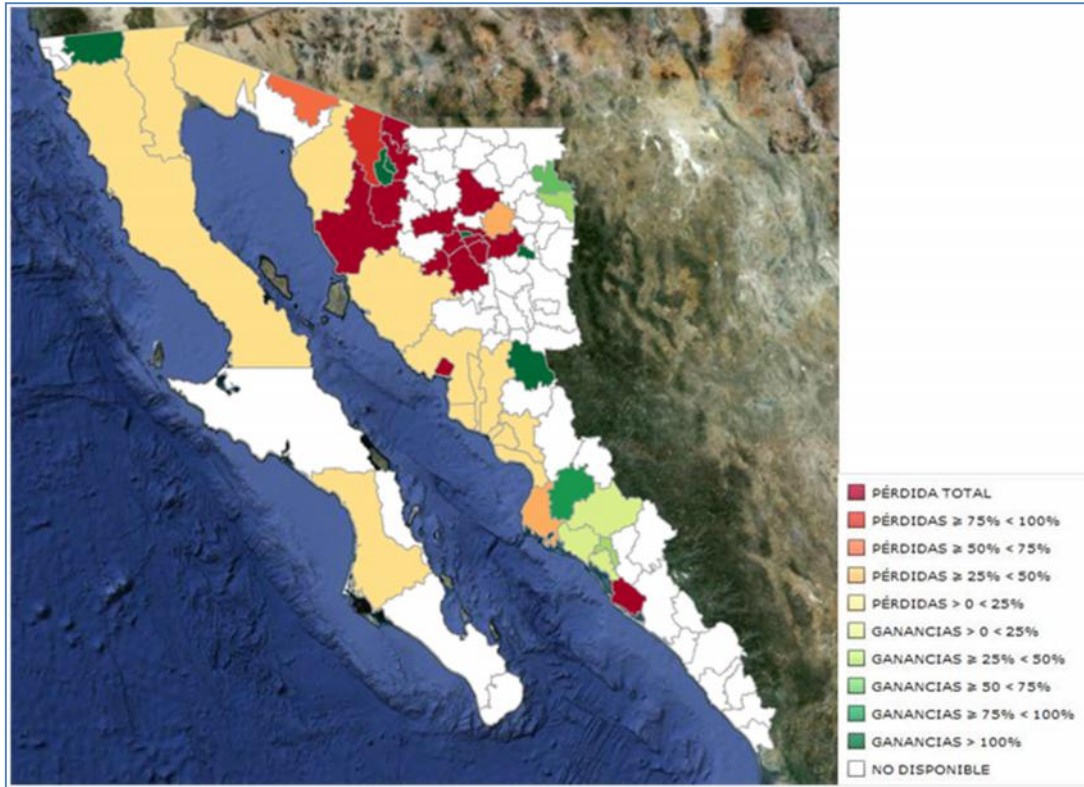 PÉRDIDA TOTAL
PÉRDIDAS ≥ 75% < 100%
PÉRDIDAS ≥ 50% < 75%
PÉRDIDAS ≥ 25% < 50%
PÉRDIDAS > 0 < 25%
GANANCIAS > 0 < 25%
GANANCIAS ≥ 25% < 50%
GANANCIAS ≥ 50 < 75%
GANANCIAS ≥ 75% < 100%
GANANCIAS > 100%
NO DISPONIBLE